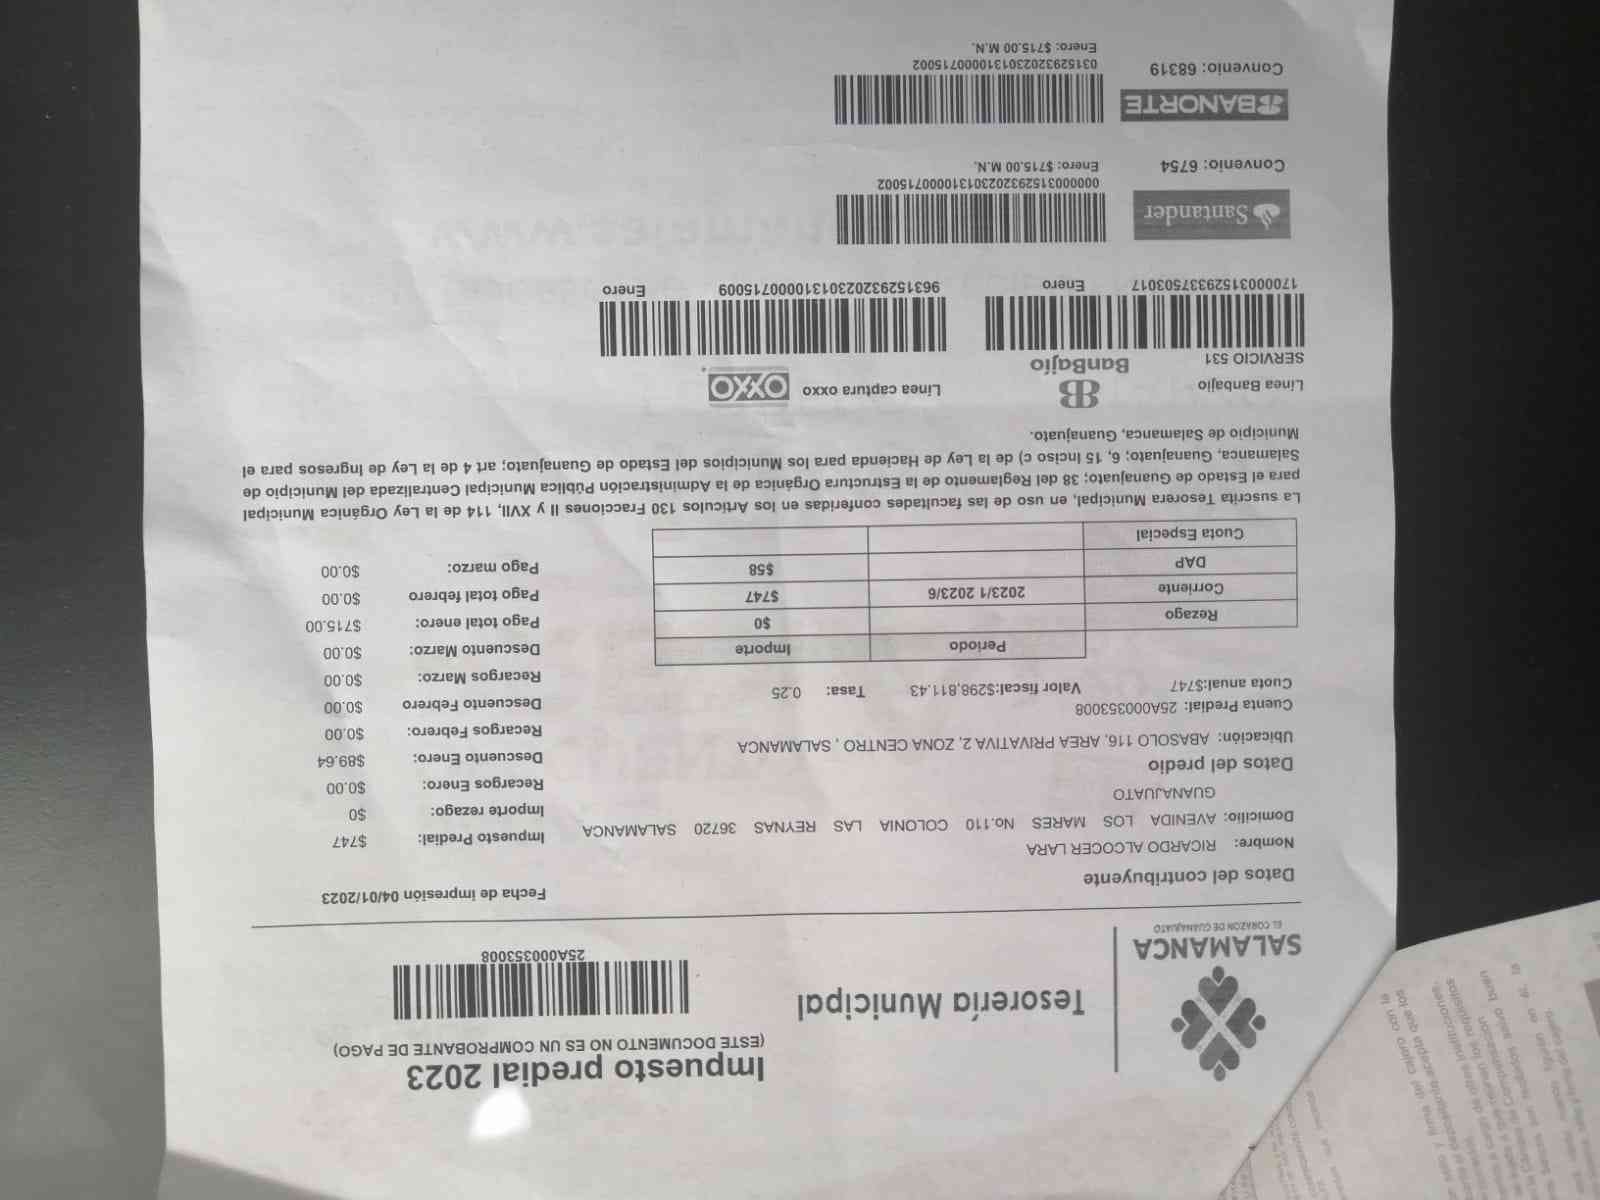 Impuesto predial 2023
(ESTE DOCUMENTO NO ES UN COMPROBANTE DE PAGO)
SALAMANCA
EL CORAZON DE GUANAJUATO
Tesorería Municipal
25A000353008
Datos del contribuyente
Fecha de impresión 04/01/2023
Nombre: RICARDO ALCOCER LARA
Domicilio: AVENIDA LOS MARES No.110 COLONIA LAS REYNAS 36720 SALAMANCA
GUANAJUATO
Datos del predio
Ubicación: ABASOLO 116, AREA PRIVATIVA 2, ZONA CENTRO , SALAMANCA
Cuenta Predial: 25A000353008
Cuota anual:$747 Valor fiscal:$298,811.43 Tasa: 0.25
Periodo Importe
Rezago $0
Corriente 2023/1 2023/6 $747
DAP $58
Cuota Especial
Impuesto Predial: $747
Importe rezago: $0
Recargos Enero: $0.00
Descuento Enero: $89.64
Recargos Febrero: $0.00
Descuento Febrero $0.00
Recargos Marzo: $0.00
Descuento Marzo: $0.00
Pago total enero: $715.00
Pago total febrero $0.00
Pago marzo: $0.00
La suscrita Tesorera Municipal, en uso de las facultades conferidas en los Artículos 130 Fracciones II y XVII, 114 de la Ley Orgánica Municipal
para el Estado de Guanajuato; 38 del Reglamento de la Estructura Orgánica de la Administración Pública Municipal Centralizada del Municipio de
Salamanca, Guanajuato; 6, 15 Inciso c) de la Ley de Hacienda para los Municipios del Estado de Guanajuato; art 4 de la Ley de Ingresos para el
Municipio de Salamanca, Guanajuato.
Línea Banbajio
SERVICIO 531
BanBajío
Línea captura oxxo OXXO
17000031529337503017 Enero
96315293202301310000715009 Enero
Santander
Convenio: 6754
000000315293202301310000715002
Enero: $715.00 M.N.
BANORTE
Convenio: 68319
0315293202301310000715002
Enero: $715.00 M.N.